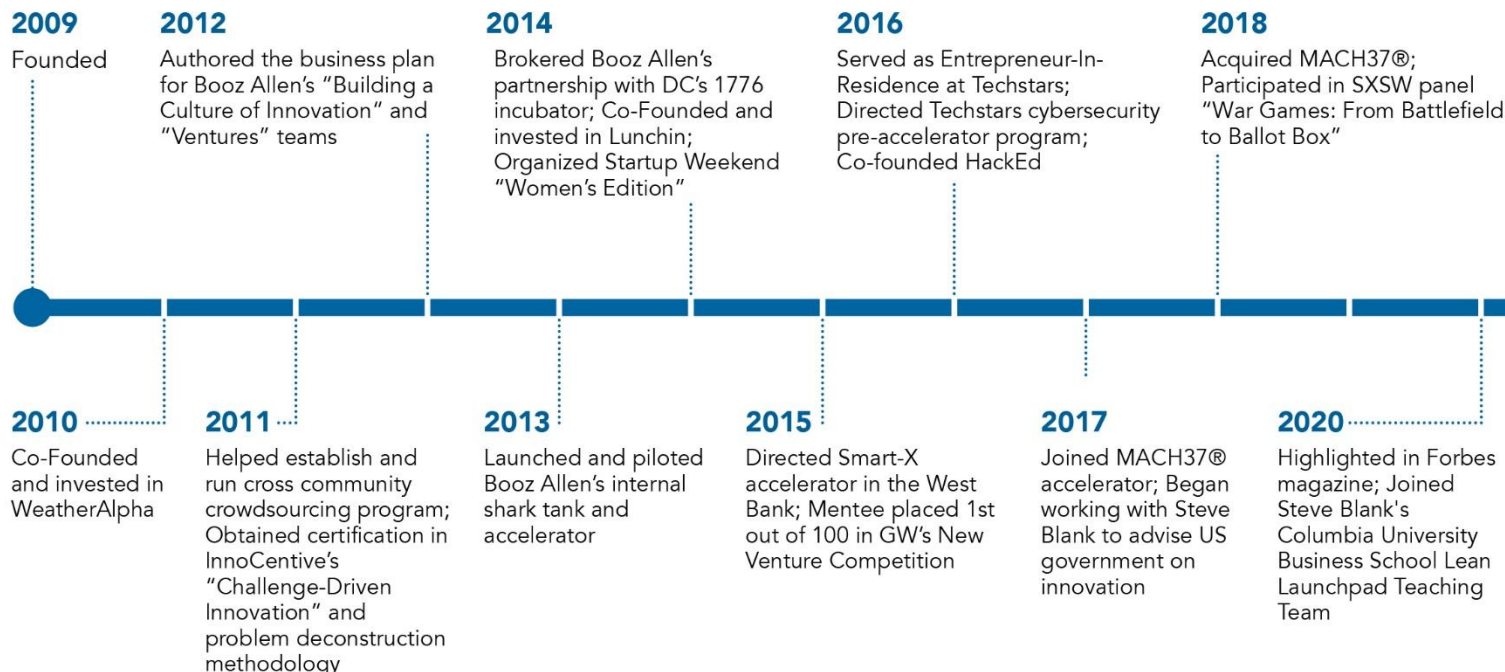 2009
Founded
2012
Authored the business plan
for Booz Allen’s “Building a
Culture of Innovation“ and
“Ventures” teams
2014
Brokered Booz Allen’s
partnership with DC’s 1776
incubator; Co-Founded and
invested in Lunchin;
Organized Startup Weekend
“Women’s Edition”
2016
Served as Entrepreneur-In-
Residence at Techstars;
Directed Techstars cybersecurity
pre-accelerator program;
Co-founded HackEd
2018
Acquired MACH37®;
Participated in SXSW panel
“War Games: From Battlefield
to Ballot Box”
2010
Co-Founded
and invested in
WeatherAlpha
2011
Helped establish and
run cross community
crowdsourcing program;
Obtained certification in
InnoCentive’s
“Challenge-Driven
Innovation“ and
problem deconstruction
methodology
2013
Launched and piloted
Booz Allen’s internal
shark tank and
accelerator
2015
Directed Smart-X
accelerator in the West
Bank; Mentee placed 1st
out of 100 in GW’s New
Venture Competition
2017
Joined MACH37®
accelerator; Began
working with Steve
Blank to advise US
government on
innovation
2020
Highlighted in Forbes
magazine; Joined
Steve Blank's
Columbia University
Business School Lean
Launchpad Teaching
Team